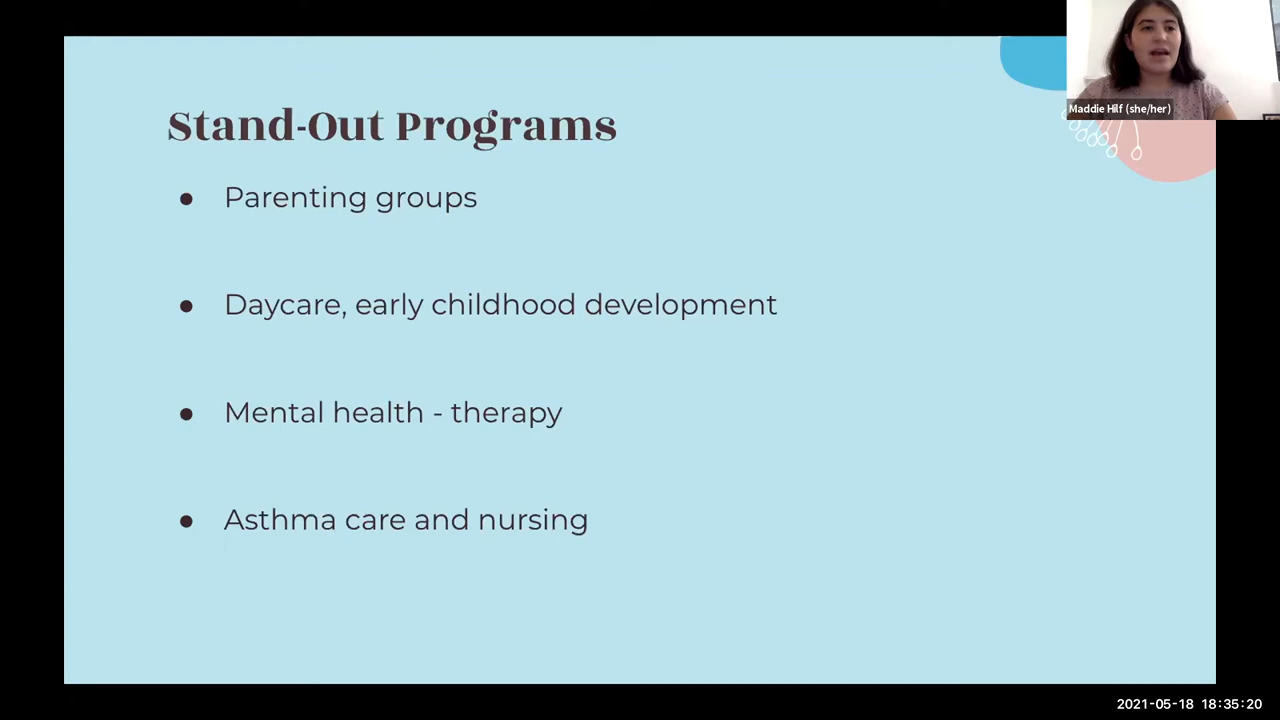 Stand-Out Programs
Maddie Hilf (she/her)
● Parenting groups
● Daycare, early childhood development
● Mental health - therapy
● Asthma care and nursing
2021-05-18 18:35:20